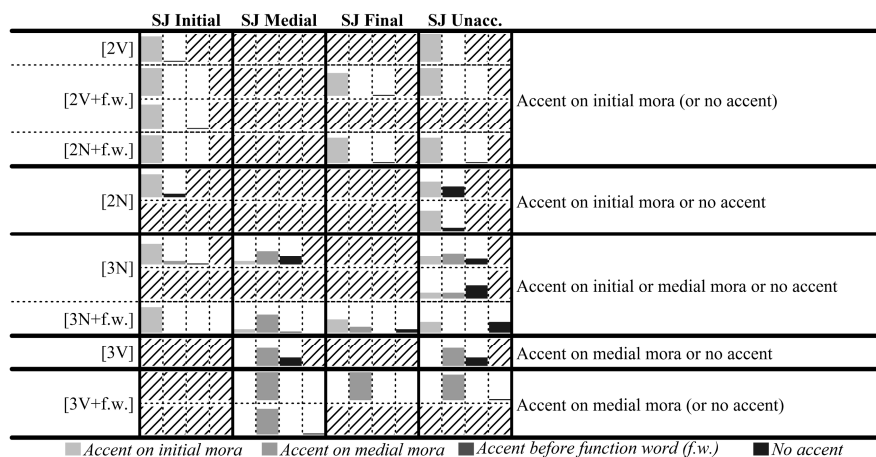 SJ Initial SJ Medial SJ Final SJ Unacc.
[2V]
[2V+f.w.] Accent on initial mora (or no accent)
[2N+f.w.]
[2N] Accent on initial mora or no accent
[3N]
Accent on initial or medial mora or no accent
[3N+f.w.]
[3V] Accent on medial mora or no accent
[3V+f.w.] Accent on medial mora (or no accent)
Accent on initial mora Accent on medial mora Accent before function word (f.w.) No accent